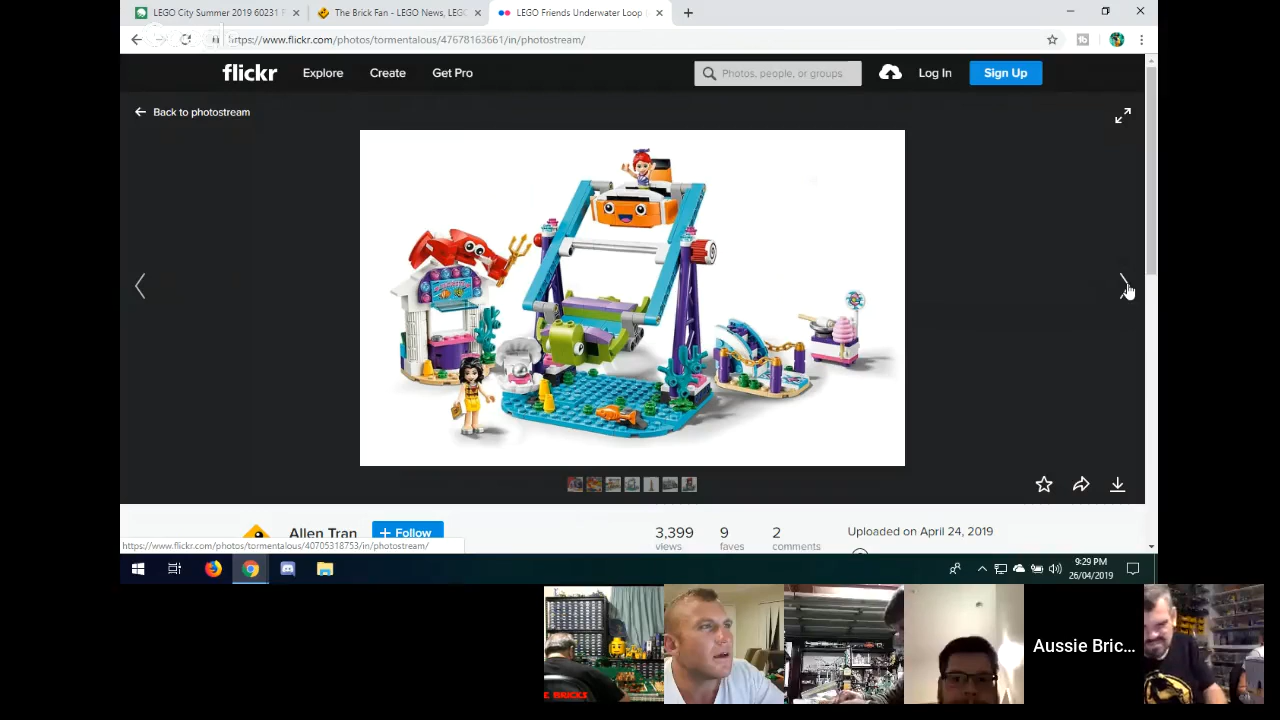 LEGO City Summer 2019 60231 F
The Brick Fan - LEGO News, LEGO
LEGO Friends Underwater Loop |
https://www.flickr.com/photos/tormentalous/47678163661/in/photostream/
flickr
Explore
Create
Get Pro
Photos, people, or groups
Log In
Sign Up
Back to photostream
Allen Tran
+ Follow
3,399
views
9
faves
2
comments
Uploaded on April 24, 2019
https://www.flickr.com/photos/tormentalous/40705318753/in/photostream/
9:29 PM
26/04/2019
E BRICKS
Aussie Bric...